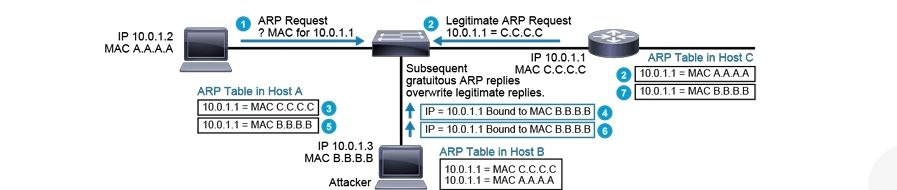 1 ARP Request
? MAC for 10.0.1.1
2 Legitimate ARP Request
10.0.1.1 = C.C.C.C
IP 10.0.1.2
MAC A.A.A.A
IP 10.0.1.1
MAC C.C.C.C
ARP Table in Host C
2 10.0.1.1 = MAC A.A.A.A
7 10.0.1.1 = MAC B.B.B.B
Subsequent
gratuitous ARP replies
overwrite legitimate replies.
ARP Table in Host A
10.0.1.1 = MAC C.C.C.C 3
10.0.1.1 = MAC B.B.B.B 5
IP = 10.0.1.1 Bound to MAC B.B.B.B 4
IP = 10.0.1.1 Bound to MAC B.B.B.B 6
IP 10.0.1.3
MAC B.B.B.B
Attacker
ARP Table in Host B
10.0.1.1 = MAC C.C.C.C
10.0.1.1 = MAC A.A.A.A